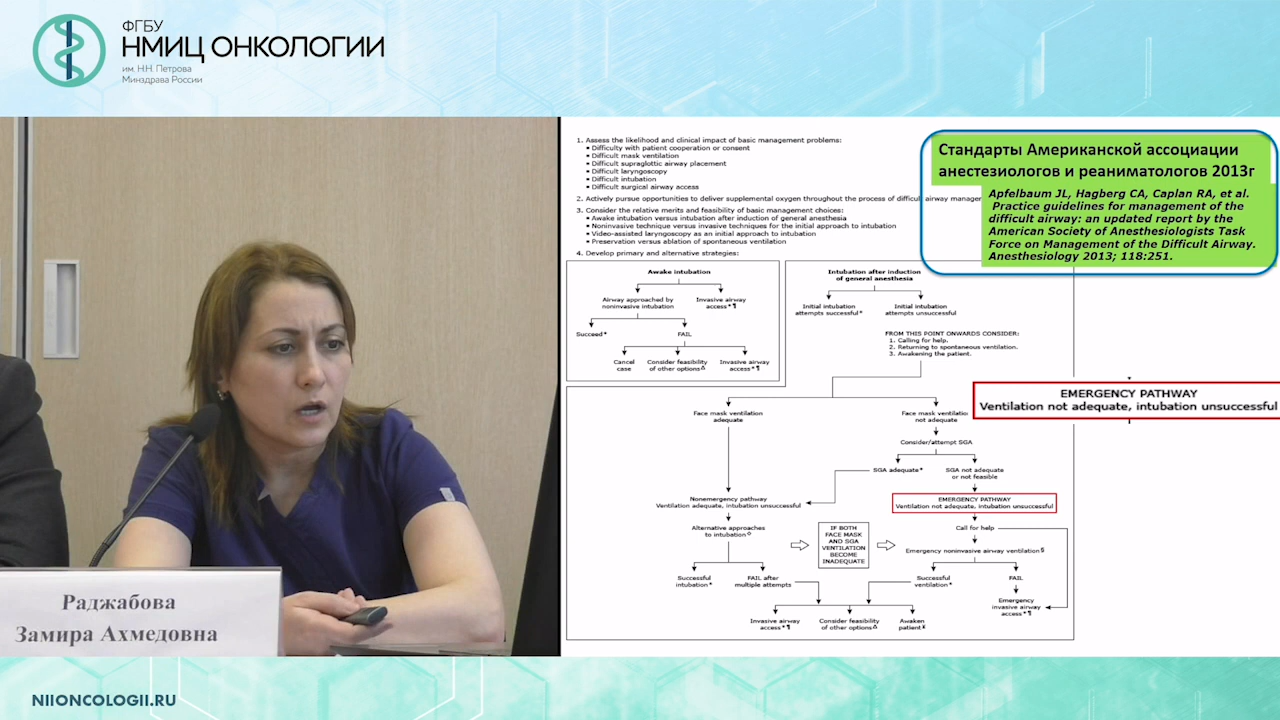 ФГБУ
НМИЦ ОНКОЛОГИИ
им. Н.Н. Петрова
Минздрава России
Раджабова
Замира Ахмедовна
1. Assess the likelihood and clinical impact of basic management problems:
▪ Difficulty with patient cooperation or consent
▪ Difficult mask ventilation
▪ Difficult supraglottic airway placement
▪ Difficult laryngoscopy
▪ Difficult intubation
▪ Difficult surgical airway access
2. Actively pursue opportunities to deliver supplemental oxygen throughout the process of difficult airway
3. Consider the relative merits and feasibility of basic management choices:
▪ Awake intubation versus intubation after induction of general anesthesia
▪ Noninvasive technique versus invasive techniques for the initial approach to intubation
▪ Video-assisted laryngoscopy as an initial approach to intubation
▪ Preservation versus ablation of spontaneous ventilation
4. Develop primary and alternative strategies:
Стандарты Американской ассоциации
анестезиологов и реаниматологов 2013г
Apfelbaum JL, Hagberg CA, Caplan RA, et al.
Practice guidelines for management of the
difficult airway: an updated report by the
American Society of Anesthesiologists Task
Force on Management of the Difficult Airway.
Anesthesiology 2013; 118:251.
Awake intubation
Airway approached by
noninvasive intubation
Invasive airway
access*¶
Succeed*
FAIL
Cancel
case
Consider feasibility
of other options∆
Invasive airway
access*¶
Intubation after induction
of general anesthesia
Initial intubation
attempts successful*
Initial intubation
attempts unsuccessful
FROM THIS POINT ONWARDS CONSIDER:
1. Calling for help.
2. Returning to spontaneous ventilation.
3. Awakening the patient.
EMERGENCY PATHWAY
Ventilation not adequate, intubation unsuccessful
Face mask ventilation
adequate
Face mask ventilatio
not adequate
Consider/attempt SGA
SGA adequate*
SGA not adequate
or not feasible
Nonemergency pathway
Ventilation adequate, intubation unsuccessful
EMERGENCY PATHWAY
Ventilation not adequate, intubation unsuccessful
Alternative approaches
to intubation◇
IF BOTH
FACE MASK
AND SGA
VENTILATION
BECOME
INADEQUATE
Call for help
Emergency noninvasive airway ventilation§
Successful
intubation*
FAIL after
multiple attempts
Successful
ventilation*
FAIL
Emergency
invasive airway
access*¶
Invasive airway
access*¶
Consider feasibility
of other options∆
Awaken
patient¥
NIIONCOLOGII.RU